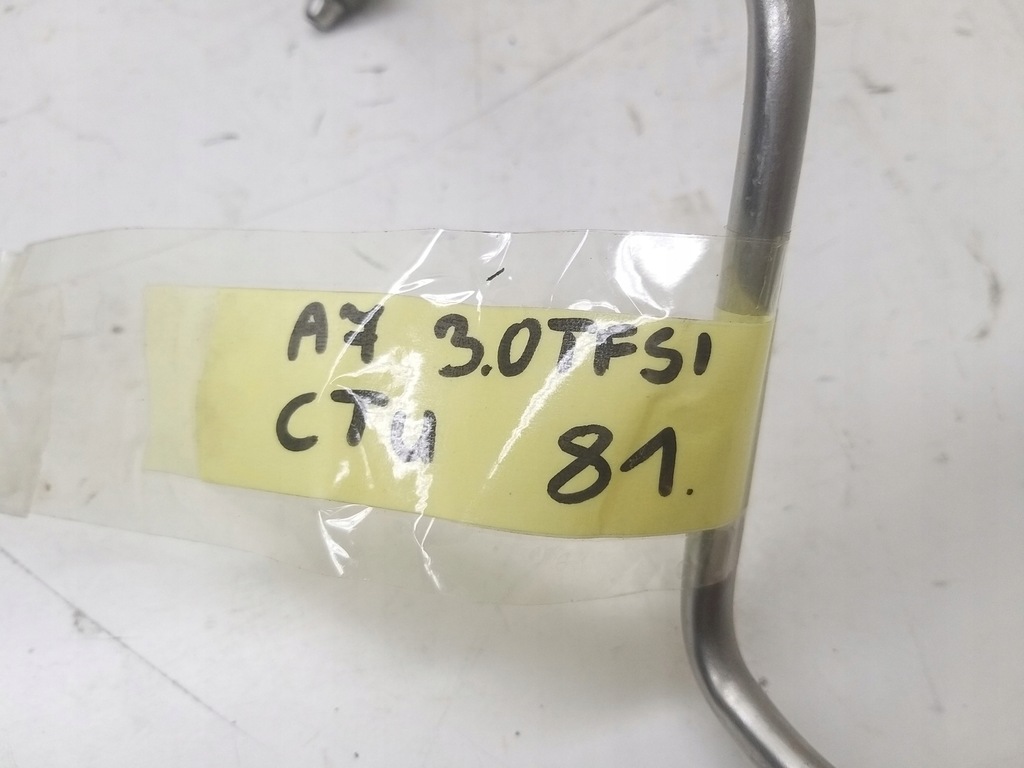 A7 3.0TFSI
CTU 81.